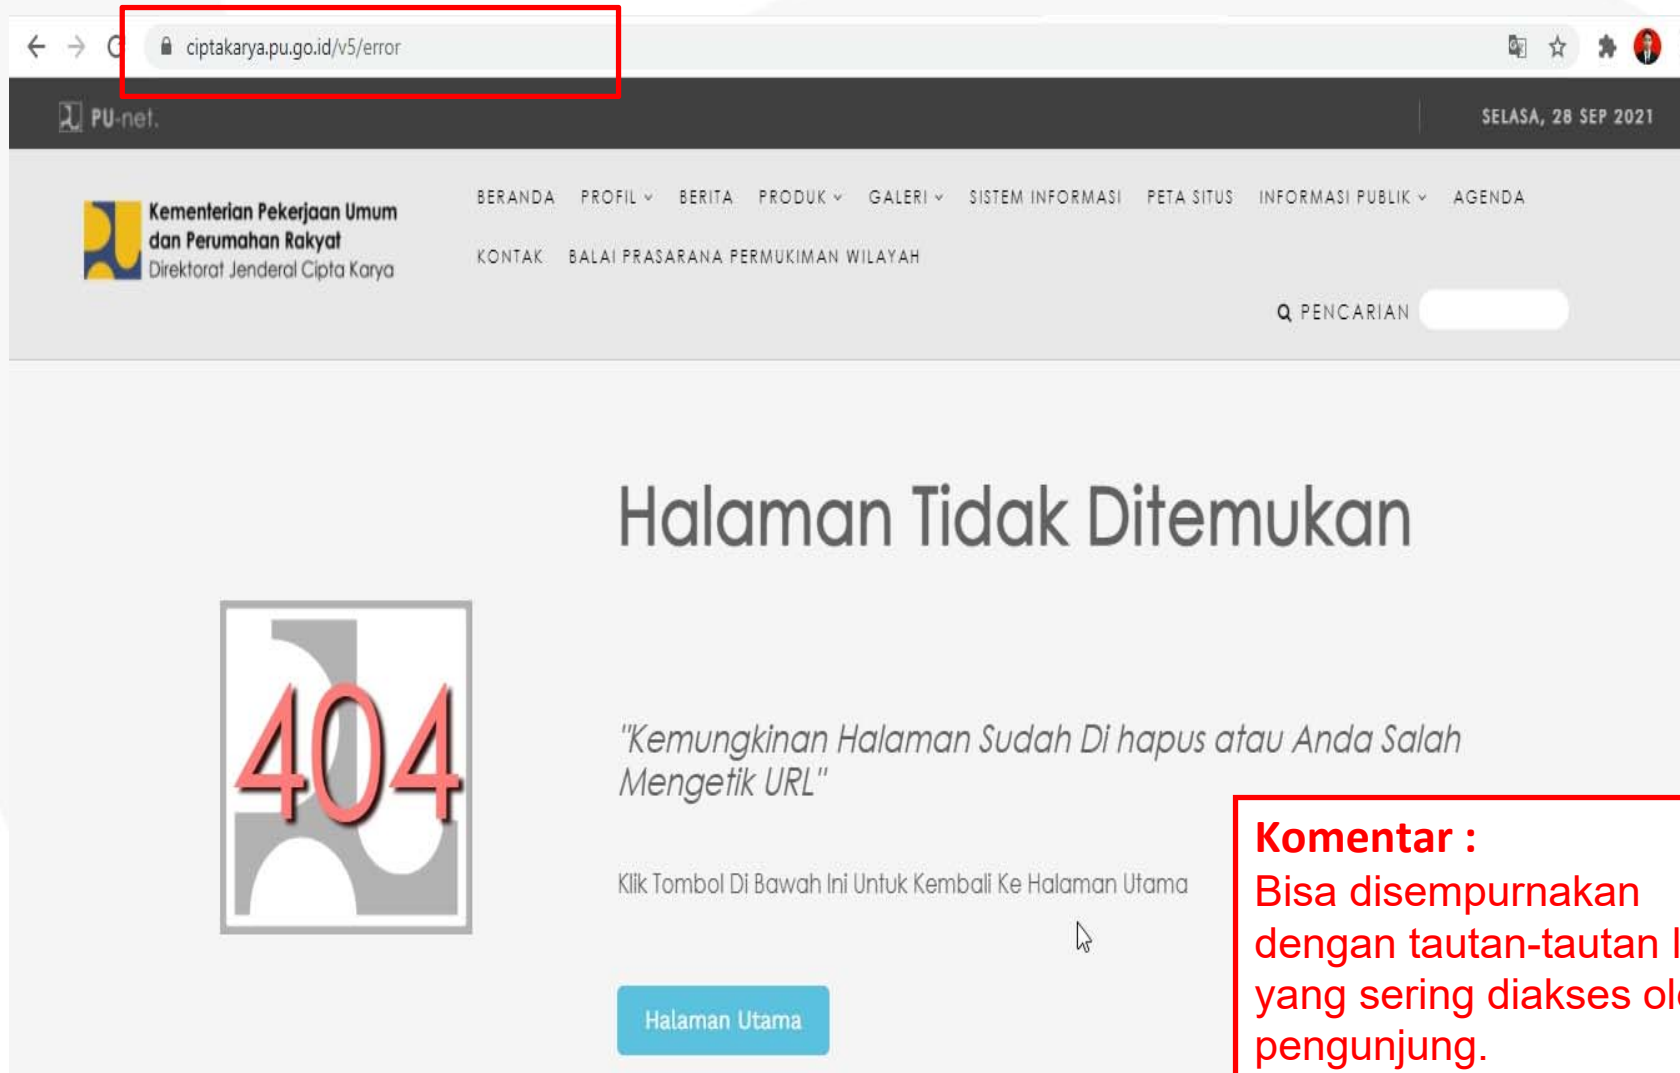 ciptakarya.pu.go.id/v5/error
PU-net.
SELASA, 28 SEP 2021
Kementerian Pekerjaan Umum
dan Perumahan Rakyat
Direktorat Jenderal Cipta Karya
BERANDA PROFIL BERITA PRODUK GALERI SISTEM INFORMASI PETA SITUS INFORMASI PUBLIK AGENDA
KONTAK BALAI PRASARANA PERMUKIMAN WILAYAH
PENCARIAN
Halaman Tidak Ditemukan
404
"Kemungkinan Halaman Sudah Di hapus atau Anda Salah
Mengetik URL"
Klik Tombol Di Bawah Ini Untuk Kembali Ke Halaman Utama
Halaman Utama
Komentar :
Bisa disempurnakan
dengan tautan-tautan
yang sering diakses
pengunjung.